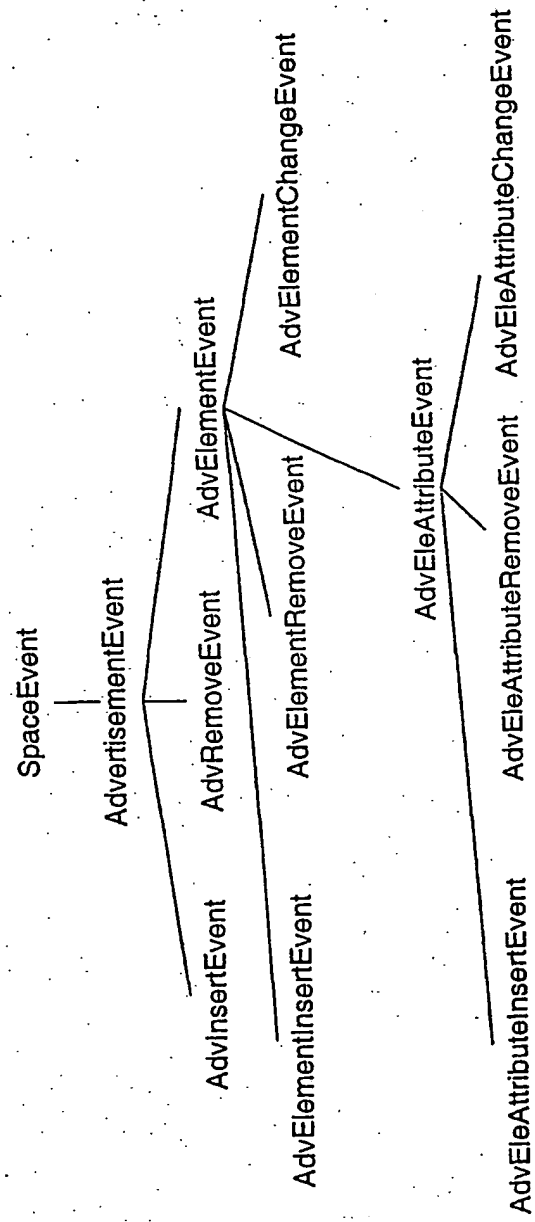 SpaceEvent
AdvertisementEvent
AdvInsertEvent
AdvRemoveEvent
AdvElementEvent
AdvElementInsertEvent
AdvElementRemoveEvent
AdvElementChangeEvent
AdvEleAttributeEvent
AdvEleAttributeInsertEvent
AdvEleAttributeRemoveEvent
AdvEleAttributeChangeEvent